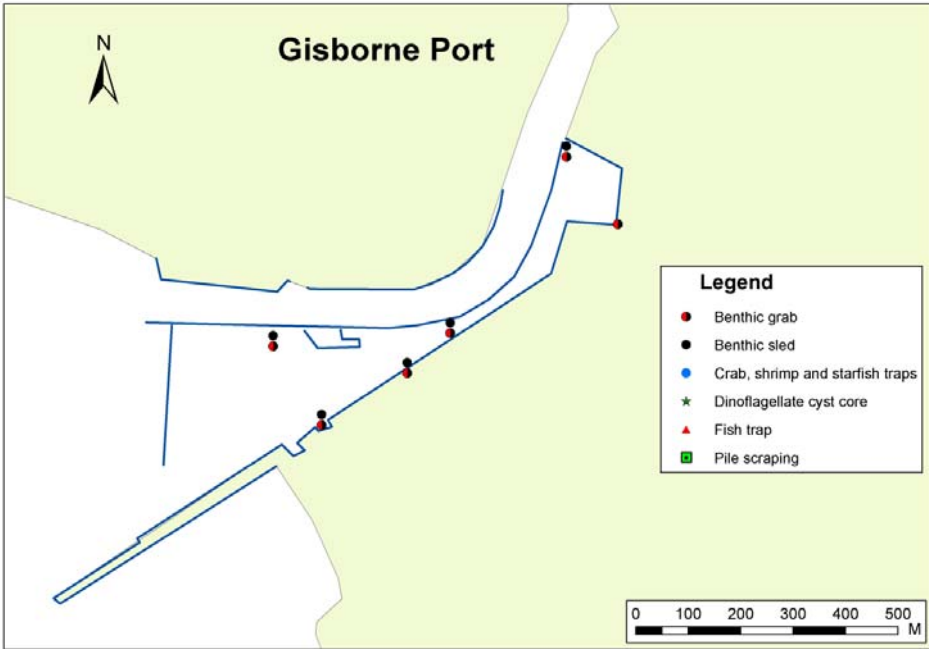 Gisborne Port
N
Legend
Benthic grab
Benthic sled
Crab, shrimp and starfish traps
Dinoflagellate cyst core
Fish trap
Pile scraping
0 100 200 300 400 500
M